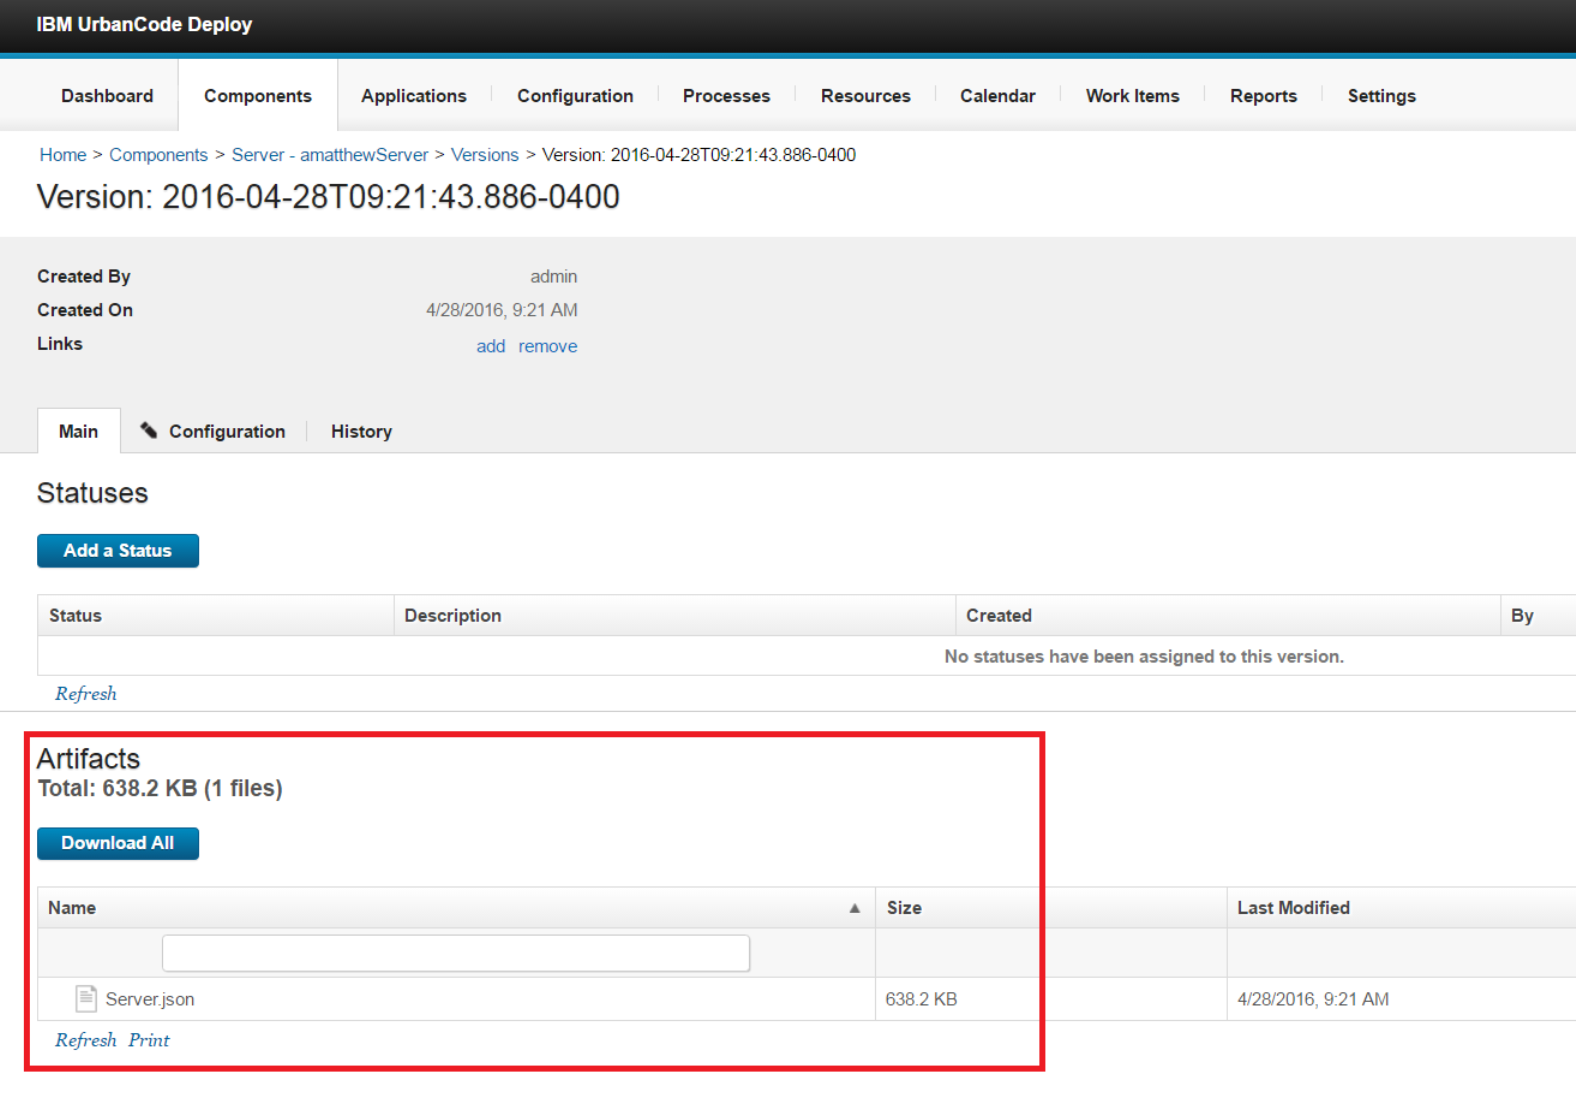 IBM UrbanCode Deploy
Dashboard Components Applications Configuration Processes Resources Calendar Work Items Reports Settings
Home > Components > Server - amatthewServer > Versions > Version: 2016-04-28T09:21:43.886-0400
Version: 2016-04-28T09:21:43.886-0400
Created By admin
Created On 4/28/2016, 9:21 AM
Links add remove
Main Configuration History
Statuses
Add a Status
Status Description Created By
No statuses have been assigned to this version.
Refresh
Artifacts
Total: 638.2 KB (1 files)
Download All
Name Size Last Modified
Server.json 638.2 KB 4/28/2016, 9:21 AM
Refresh Print